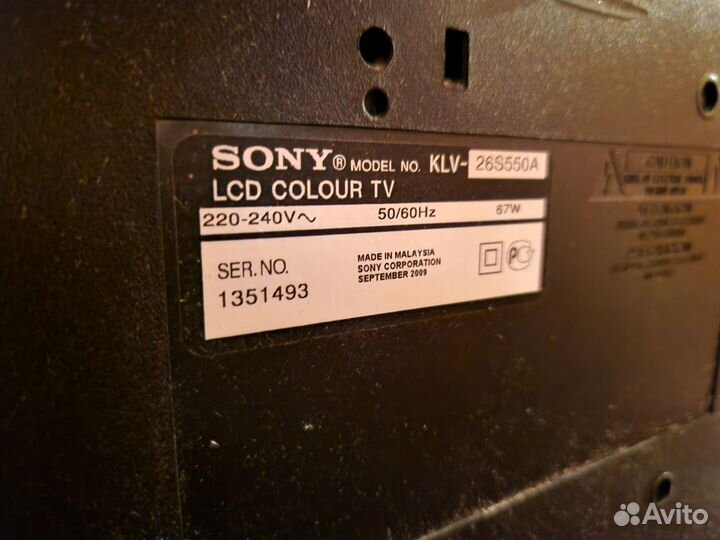 SONY® MODEL NO. KLV-26S550A
LCD COLOUR TV
220-240V~ 50/60Hz 87W
SER.NO.
1351493
MADE IN MALAYSIA
SONY CORPORATION
SEPTEMBER 2009
Avito